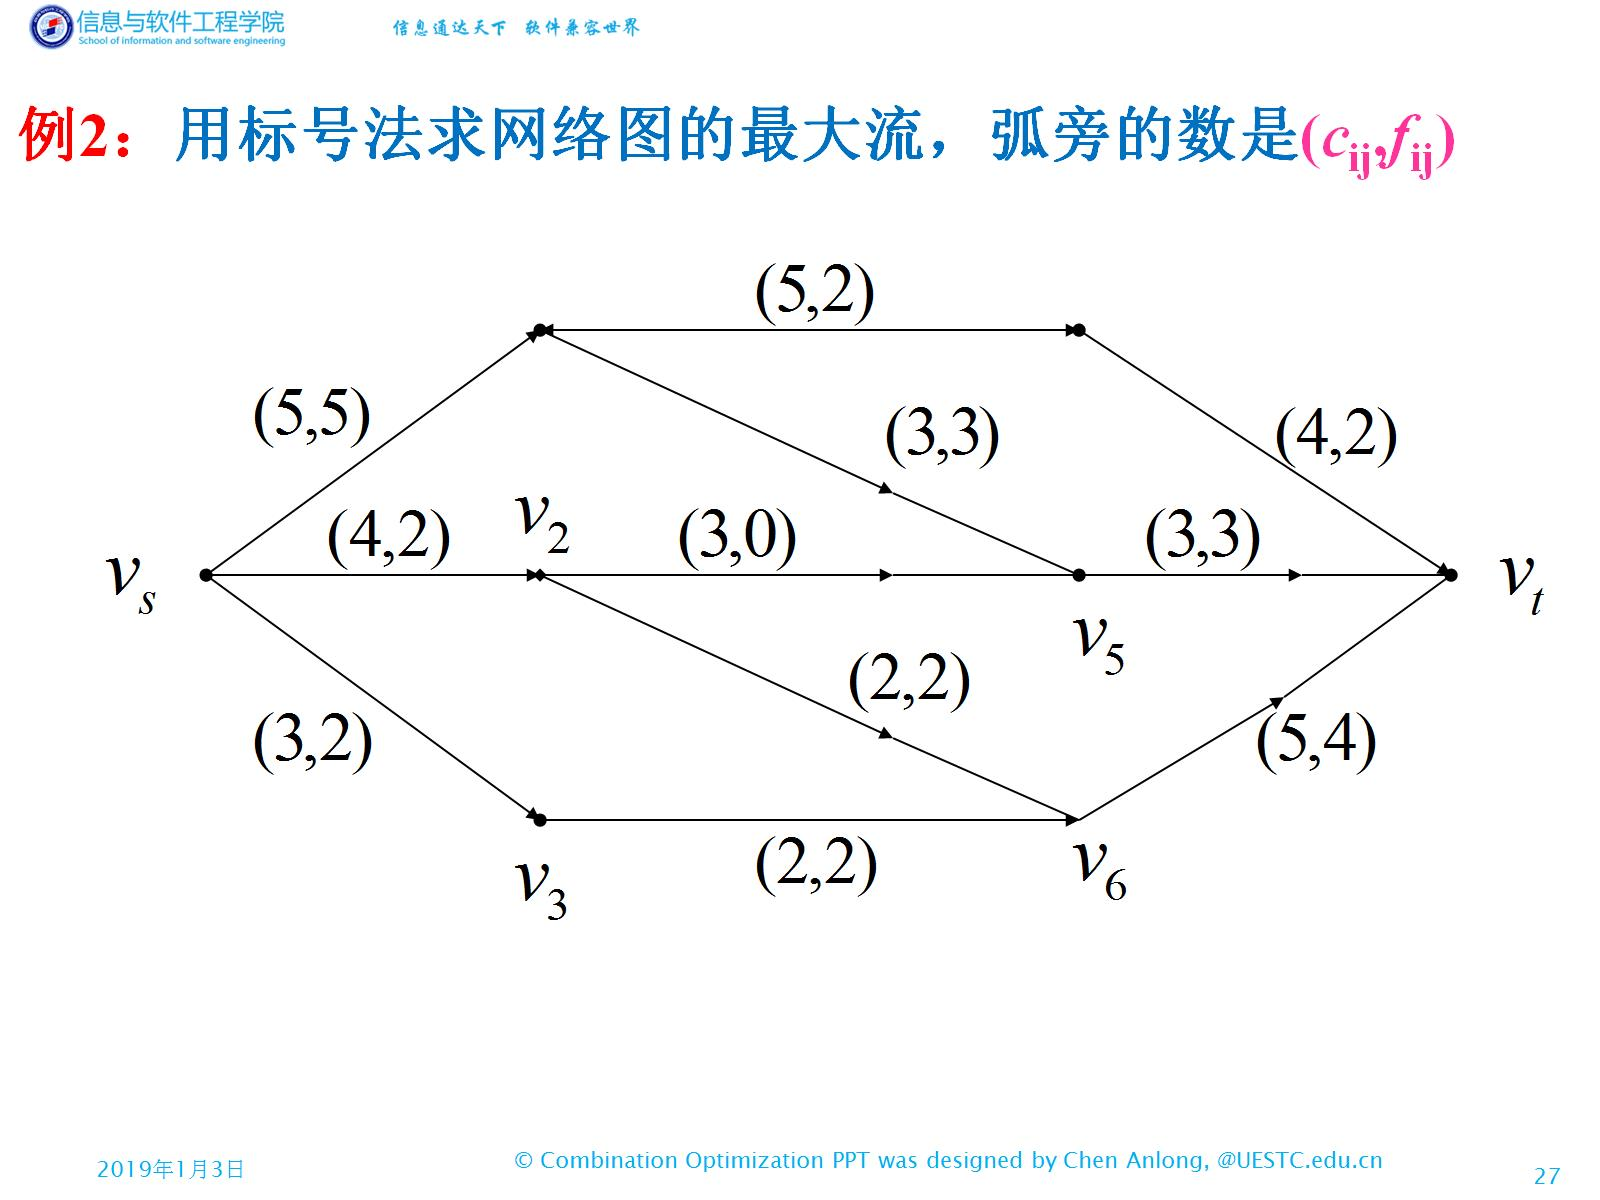 信息与软件工程学院
School of information and software engineering
信息通达天下 软件兼容世界
例2：用标号法求网络图的最大流，弧旁的数是(cij,fij)
(5,2)
(5,5)
(3,3)
(4,2)
v2
(4,2)
(3,0)
(3,3)
vs
vt
v5
(2,2)
(3,2)
(5,4)
(2,2)
v3
v6
2019年1月3日
© Combination Optimization PPT was designed by Chen Anlong, @UESTC.edu.cn
27